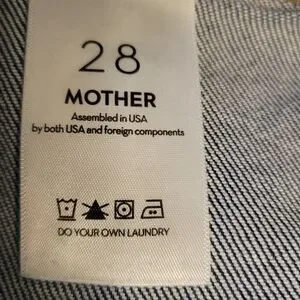 28
MOTHER
Assembled in USA
by both USA and foreign components
DO YOUR OWN LAUNDRY